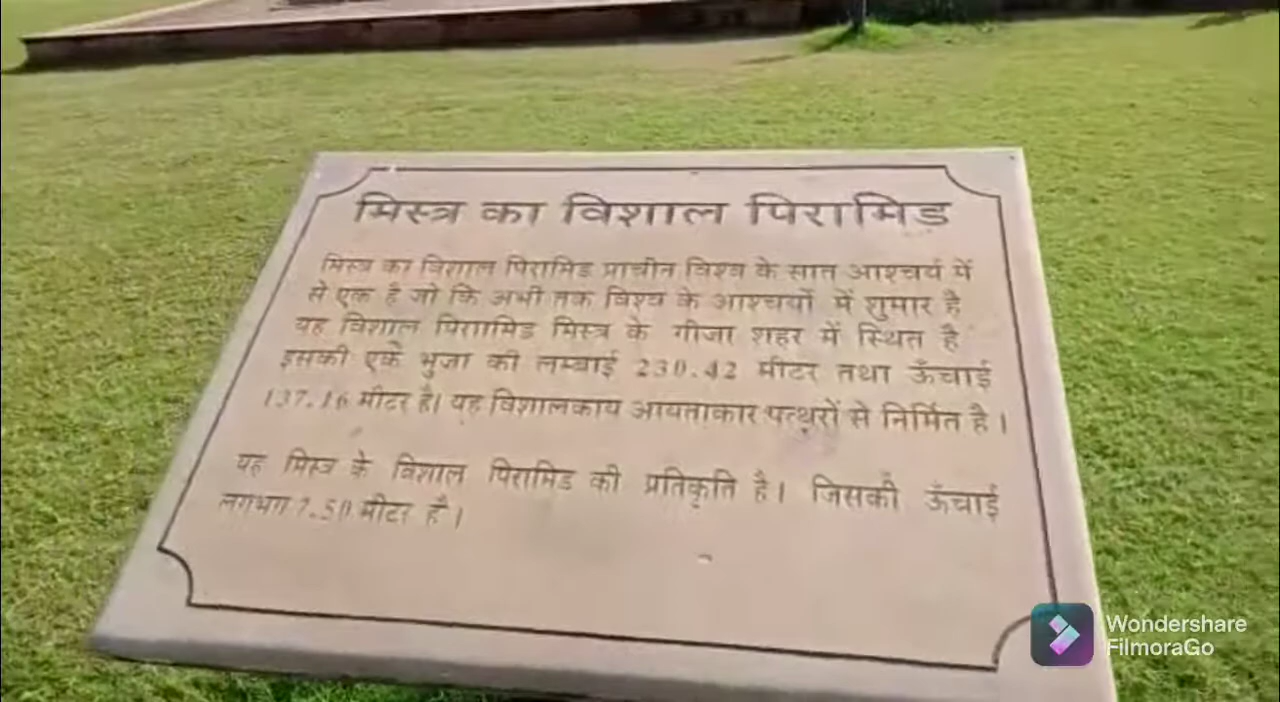 मिस्त्र का विशाल पिरामिड
मिस्त्र का विशाल पिरामिड प्राचीन विश्व के सात आश्चर्य में
से एक है जो कि अभी तक विश्व के आश्चर्यो में शुमार है
यह विशाल पिरामिड मिस्त्र के गीजा शहर में स्थित है
इसकी एक भुजा की लम्बाई 230.42 मीटर तथा ऊँचाई
137.16 मीटर है। यह विशालकाय आयताकार पत्थरों से निर्मित है।
यह मिस्त्र के विशाल पिरामिड की प्रतिकृति है। जिसकी ऊँचाई
लगभग 7.50 मीटर है।
Wondershare
FilmoraGo